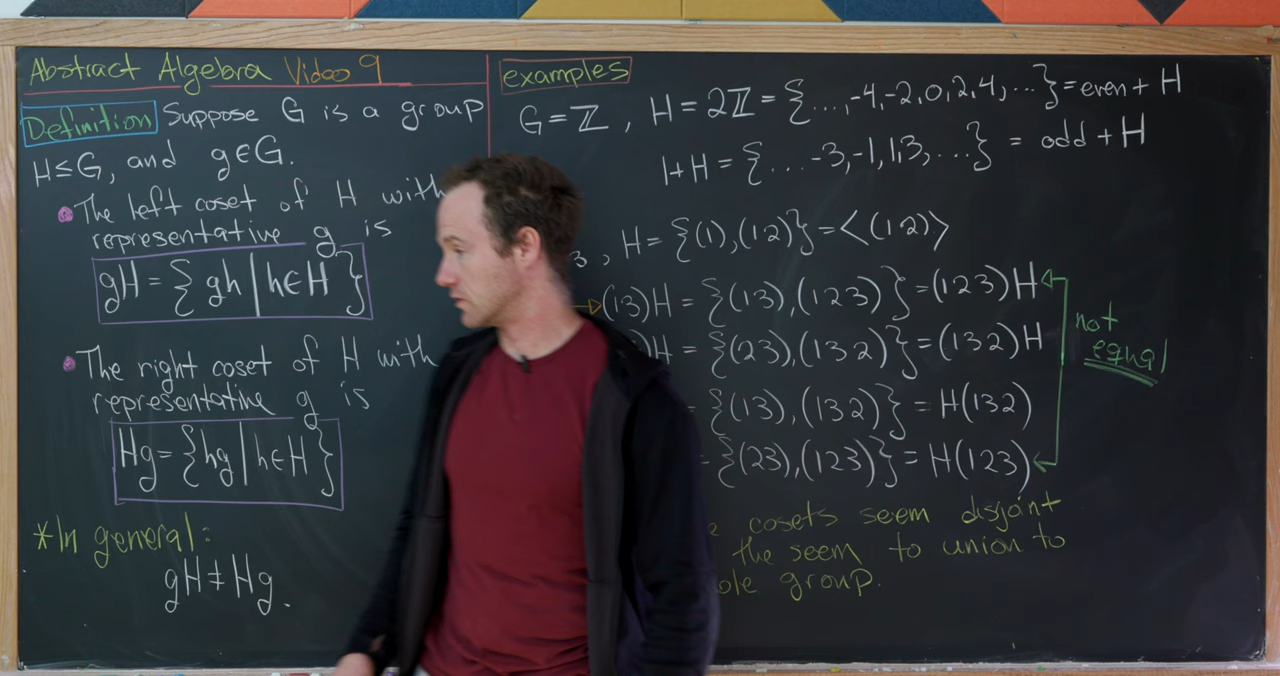 Abstract Algebra Video 9
Definition Suppose G is a group
H≤G, and g∈G.
• The left coset of H with
representative g is
gH = { gh | h∈H }
• The right coset of H with
representative g is
Hg = { hg | h∈H }
*In general:
gH ≠ Hg.
examples
G = ℤ, H = 2ℤ = {...,-4,-2,0,2,4,...} = even + H
1+H = {...-3,-1,1,3,...} = odd + H
3, H = {(1),(12)} = <(12)>
(13)H = {(13),(123)} = (123)H
)H = {(23),(132)} = (132)H
= {(13),(132)} = H(132)
= {(23),(123)} = H(123)
not
equal
cosets seem disjoint
the seem to union to
group.